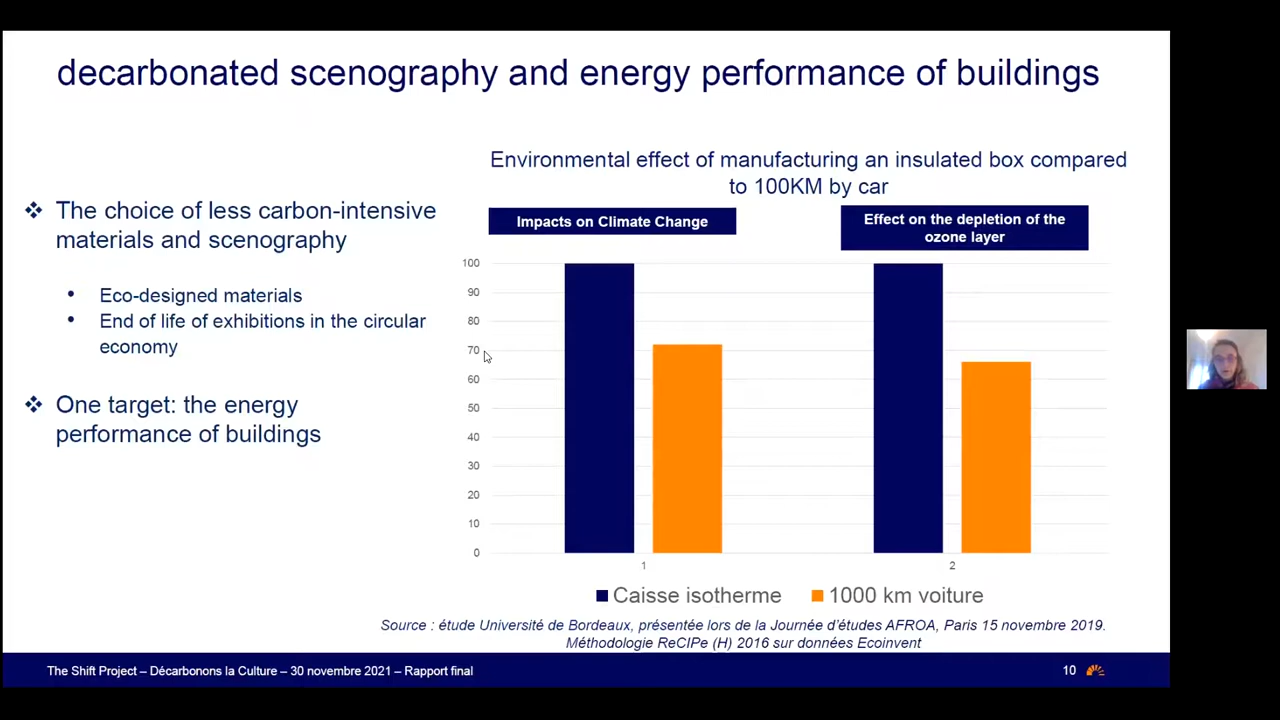 decarbonated scenography and energy performance of buildings
❖ The choice of less carbon-intensive
materials and scenography
• Eco-designed materials
• End of life of exhibitions in the circular
economy
❖ One target: the energy
performance of buildings
Environmental effect of manufacturing an insulated box compared
to 100KM by car
Impacts on Climate Change
Effect on the depletion of the
ozone layer
100
90
80
70
60
50
40
30
20
10
0
1
2
Caisse isotherme
1000 km voiture
Source : étude Université de Bordeaux, présentée lors de la Journée d'études AFROA, Paris 15 novembre 2019.
Méthodologie ReCIPe (H) 2016 sur données Ecoinvent
The Shift Project – Décarbonons la Culture – 30 novembre 2021 – Rapport final
10